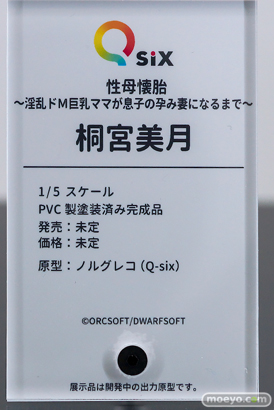 Q six
性母懐胎
～淫乱ドM巨乳ママが息子の孕み妻になるまで～
桐宮美月
1/5 スケール
PVC 製塗装済み完成品
発売：未定
価格：未定
原型：ノルグレコ（Q-six）
©ORCSOFT/DWARFSOFT
展示品は開発中の出力原型です。
moeyo.com